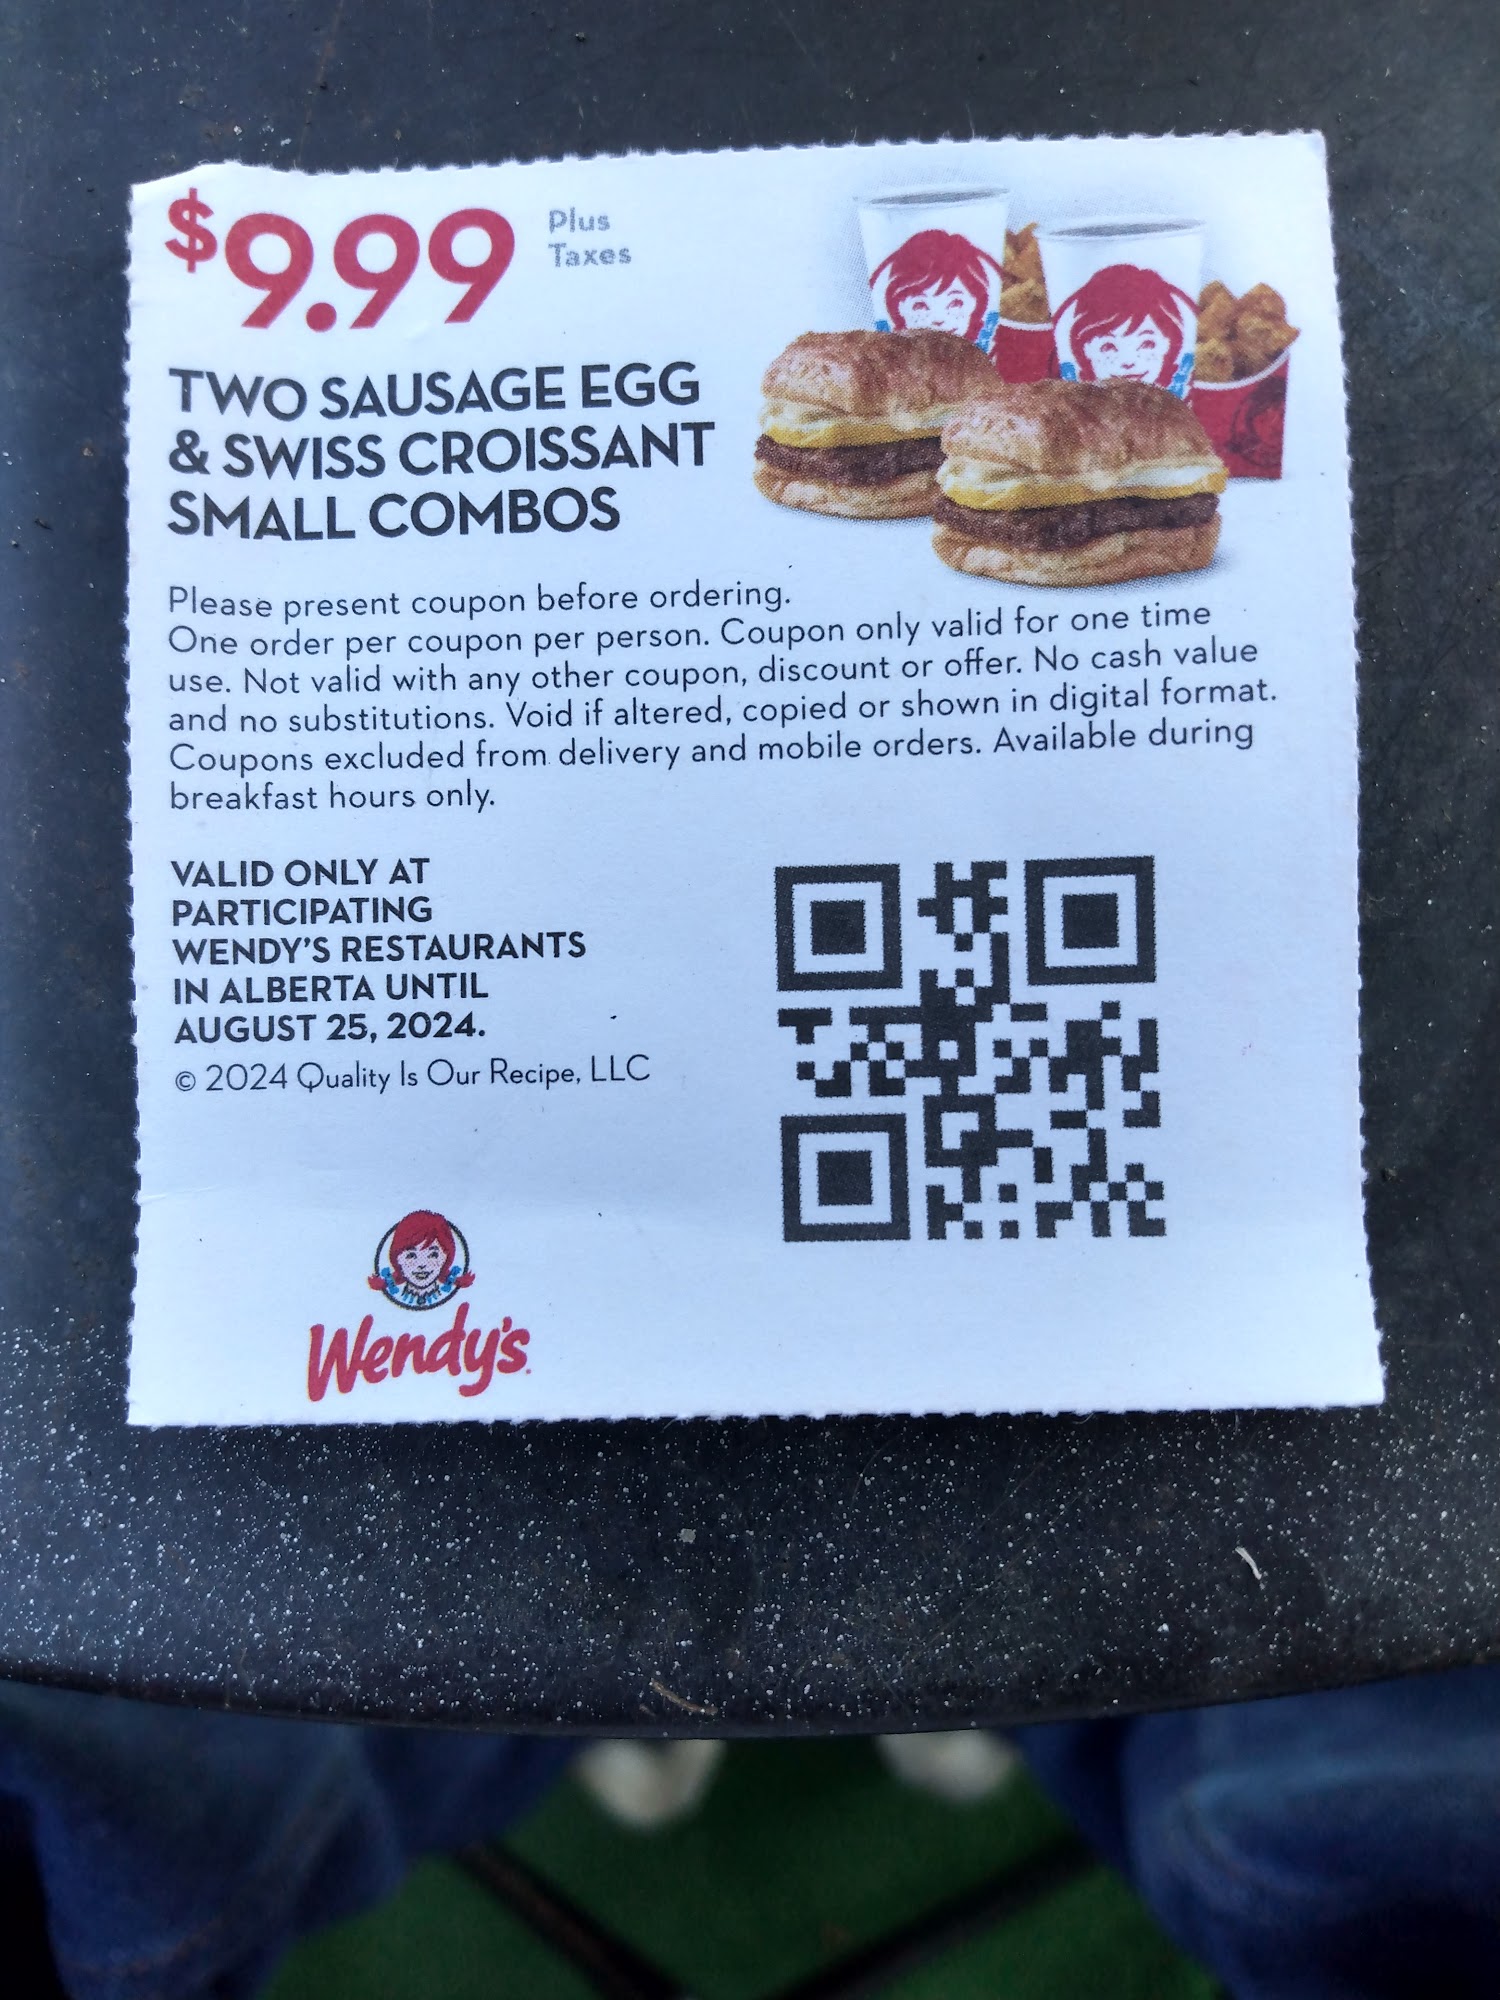 $9.99 Plus
Taxes
TWO SAUSAGE EGG
& SWISS CROISSANT
SMALL COMBOS
Please present coupon before ordering.
One order per coupon per person. Coupon only valid for one time
use. Not valid with any other coupon, discount or offer. No cash value
and no substitutions. Void if altered, copied or shown in digital format.
Coupons excluded from delivery and mobile orders. Available during
breakfast hours only.
VALID ONLY AT
PARTICIPATING
WENDY'S RESTAURANTS
IN ALBERTA UNTIL
AUGUST 25, 2024.
© 2024 Quality Is Our Recipe, LLC
Wendy's